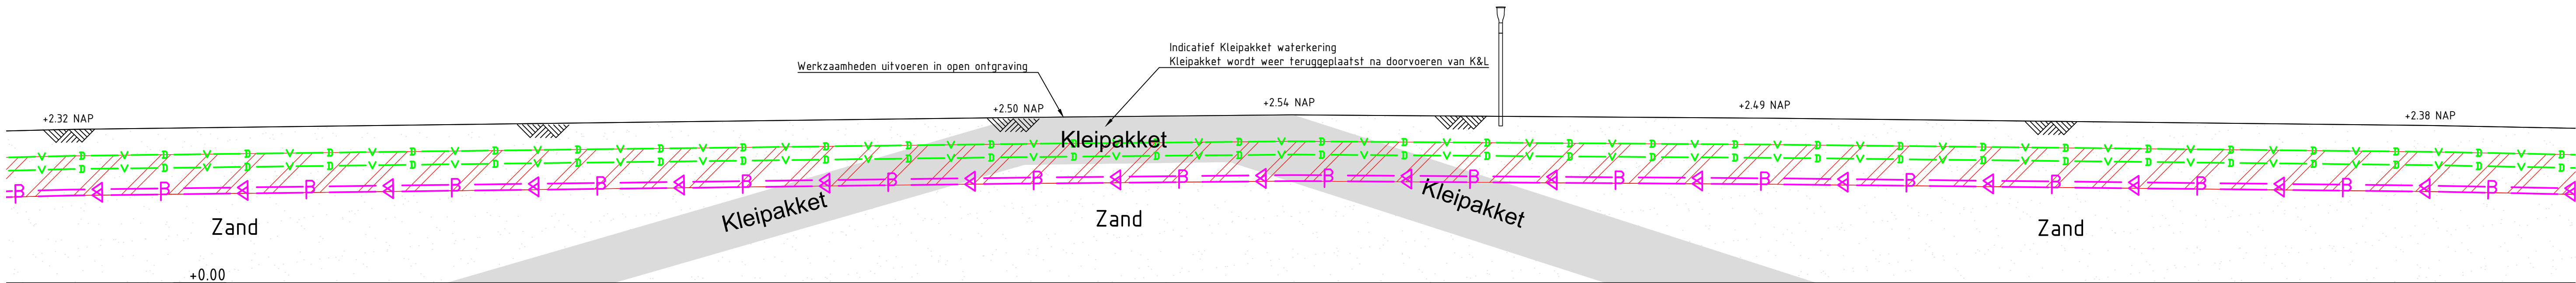 Indicatief Kleipakket waterkering
Kleipakket wordt weer teruggeplaatst na doorvoeren van K&L
Werkzaamheden uitvoeren in open ontgraving
+2.32 NAP
+2.50 NAP
+2.54 NAP
+2.49 NAP
+2.38 NAP
Kleipakket
Kleipakket
Kleipakket
Zand
Zand
Zand
+0.00